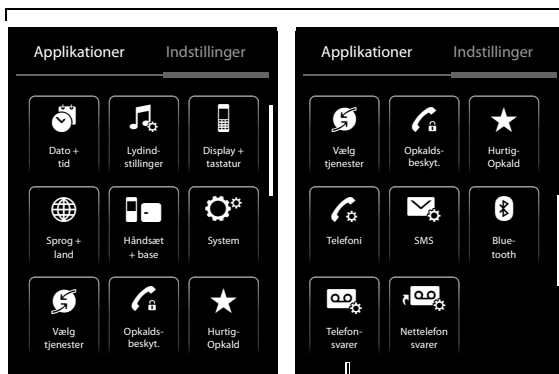 Applikationer Indstillinger
Dato +
tid
Lydind-
stillinger
Display +
tastatur
Sprog +
land
Håndsæt
+ base
System
Vælg
tjenester
Opkalds-
beskyt.
Hurtig-
Opkald
Applikationer Indstillinger
Vælg
tjenester
Opkalds-
beskyt.
Hurtig-
Opkald
Telefoni
SMS
Blue-
tooth
Telefon-
svarer
Nettelefon
svarer